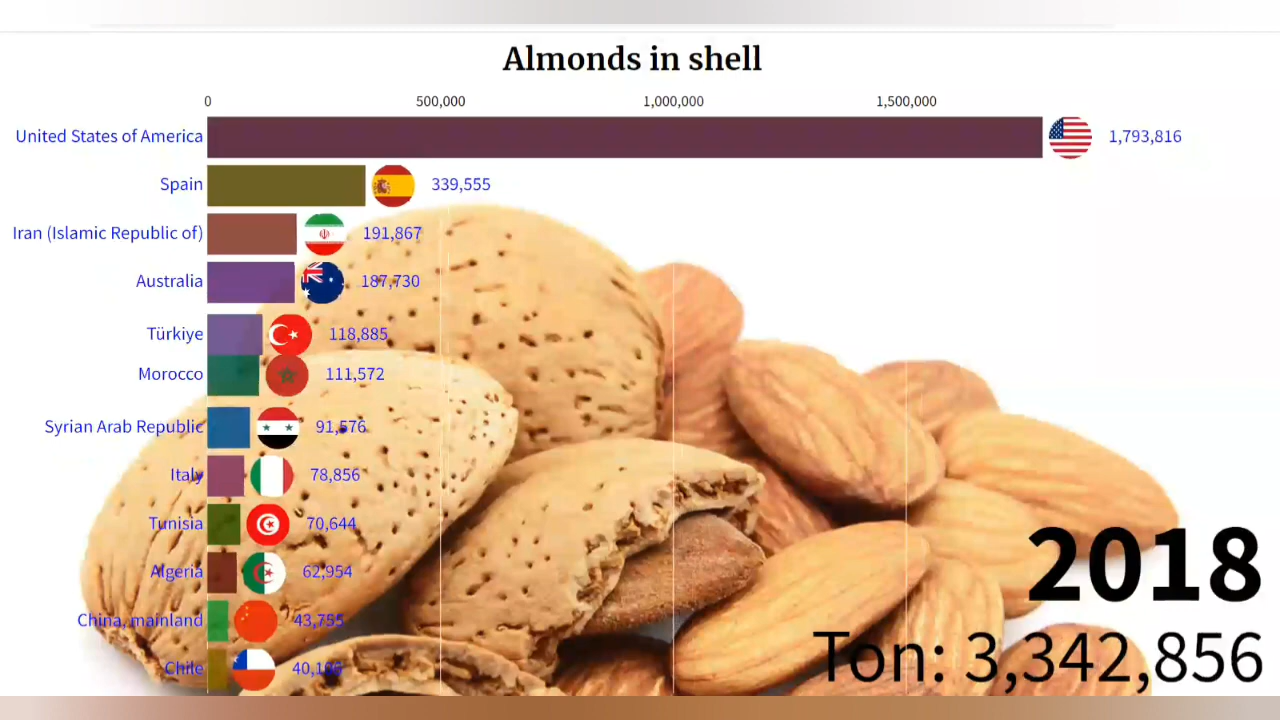 Almonds in shell
0 500,000 1,000,000 1,500,000
United States of America 1,793,816
Spain 339,555
Iran (Islamic Republic of) 191,867
Australia 187,730
Türkiye 118,885
Morocco 111,572
Syrian Arab Republic 91,576
Italy 78,856
Tunisia 70,644
Algeria 62,954
China, mainland 43,755
Chile
2018
Ton: 3,342,856